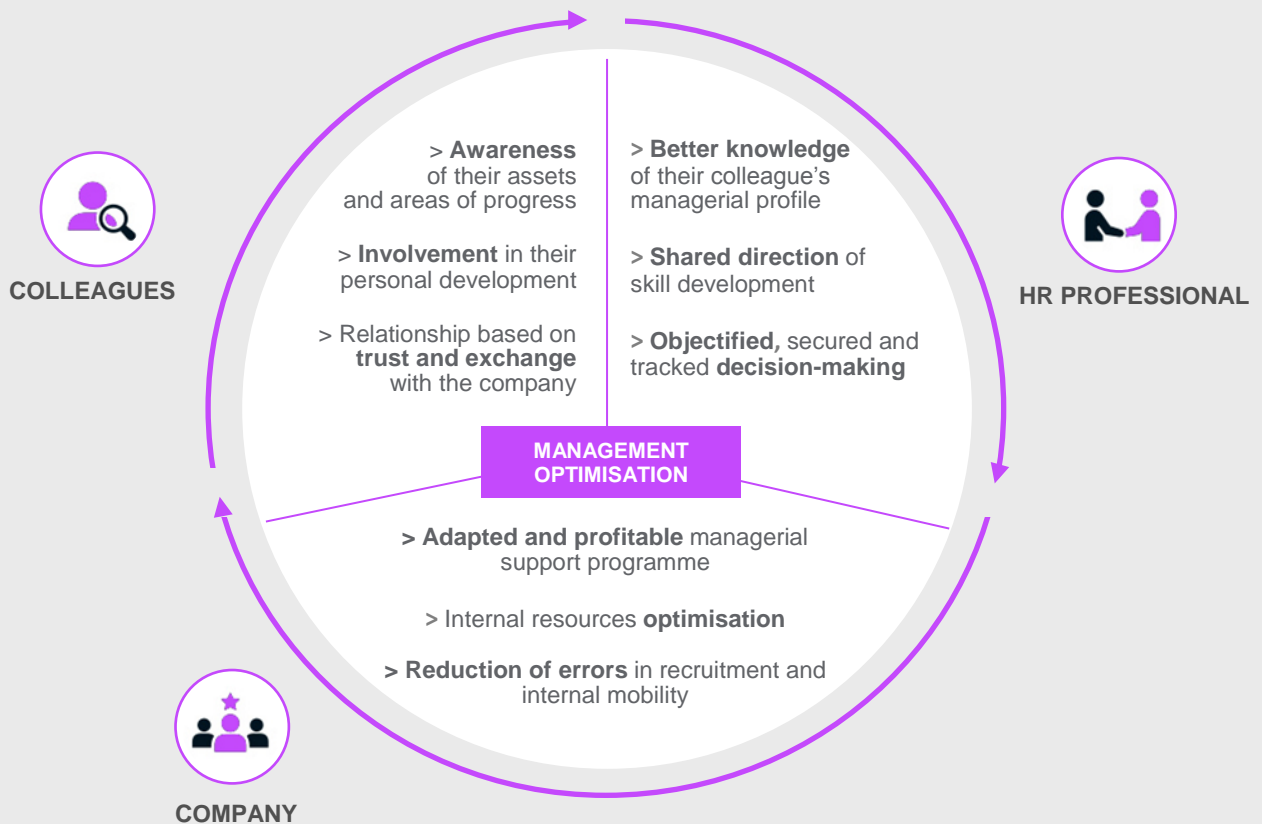 > Awareness
of their assets
and areas of progress
> Involvement in their
personal development
> Relationship based on
trust and exchange
with the company
> Better knowledge
of their colleague’s
managerial profile
> Shared direction of
skill development
> Objectified, secured and
tracked decision-making
COLLEAGUES
HR PROFESSIONAL
MANAGEMENT
OPTIMISATION
> Adapted and profitable managerial
support programme
> Internal resources optimisation
> Reduction of errors in recruitment and
internal mobility
COMPANY